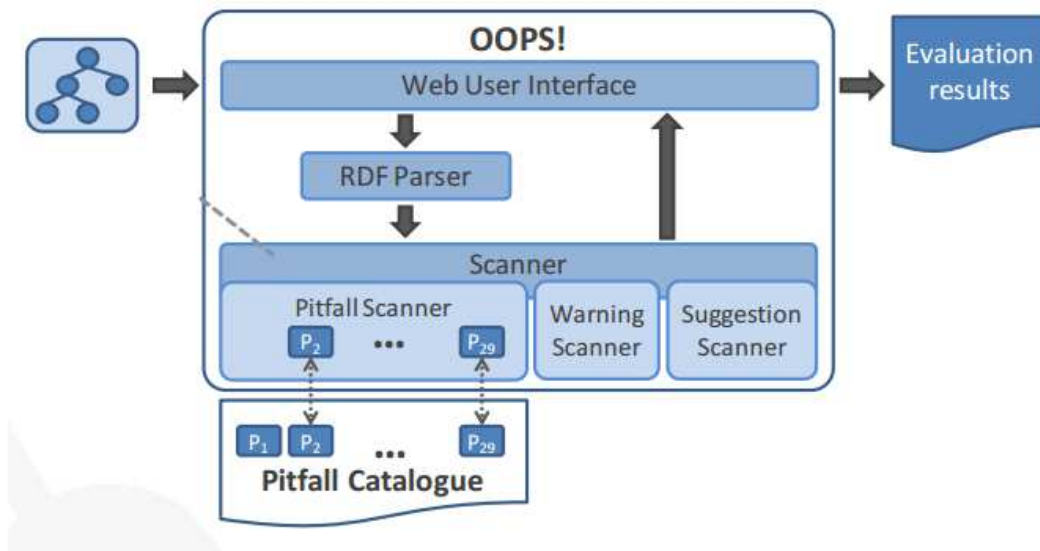 OOPS!
Web User Interface
Evaluation
results
RDF Parser
Scanner
Pitfall Scanner
P2
...
P29
Warning
Scanner
Suggestion
Scanner
P1
P2
...
P29
Pitfall Catalogue